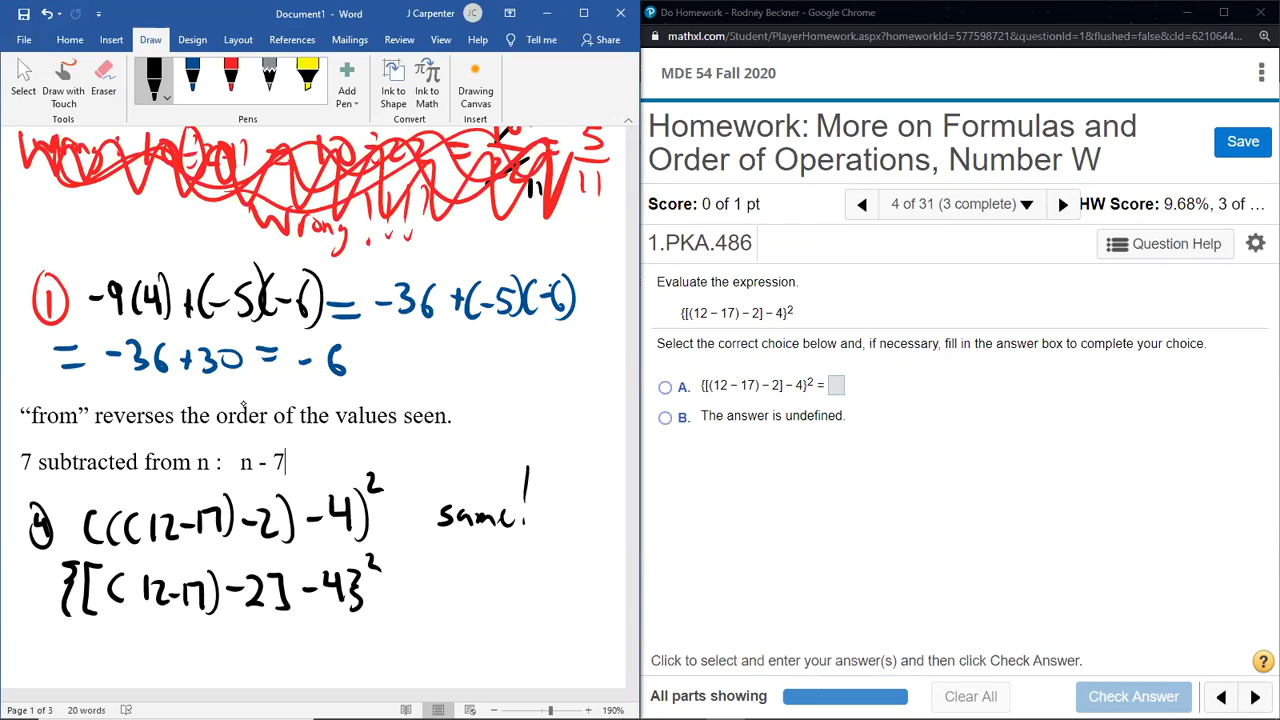 Document1 - Word
J Carpenter
JC
File
Home
Insert
Draw
Design
Layout
References
Mailings
Review
View
Help
Tell me
Share
Select
Draw with Touch
Eraser
Add Pen
Ink to Shape
Ink to Math
Drawing Canvas
Tools
Pens
Convert
Insert
5
11
11
Wrong
① -9(4) +(-5)(-6) = -36 +(-5)(-6)
= -36+30 = -6
“from” reverses the order of the values seen.
7 subtracted from n : n - 7
④ (((12-17)-2)-4)² same!
{[(12-17)-2]-4}²
Page 1 of 3
20 words
190%
Do Homework - Rodney Beckner - Google Chrome
mathxl.com/Student/PlayerHomework.aspx?homeworkId=577598721&questionId=1&flushed=false&cId=6210644
MDE 54 Fall 2020
Homework: More on Formulas and
Order of Operations, Number W
Save
Score: 0 of 1 pt
4 of 31 (3 complete)
HW Score: 9.68%, 3 of ...
1.PKA.486
Question Help
Evaluate the expression.
{[(12 – 17) – 2] – 4}²
Select the correct choice below and, if necessary, fill in the answer box to complete your choice.
A. {[(12 – 17) – 2] – 4}² =
B. The answer is undefined.
Click to select and enter your answer(s) and then click Check Answer.
?
All parts showing
Clear All
Check Answer